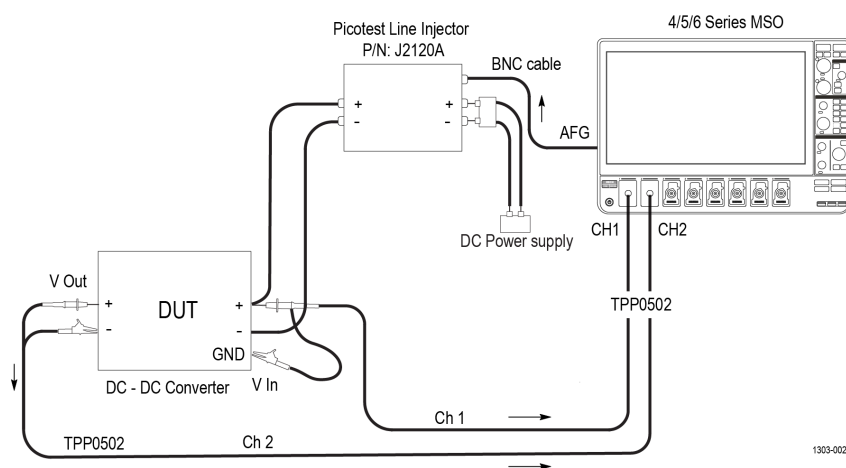 4/5/6 Series MSO
Picotest Line Injector
P/N: J2120A
BNC cable
+
-
+
-
AFG
DC Power supply
CH1
CH2
V Out
+
-
DUT
+
-
GND
TPP0502
DC - DC Converter
V In
Ch 1
TPP0502
Ch 2
1303-002